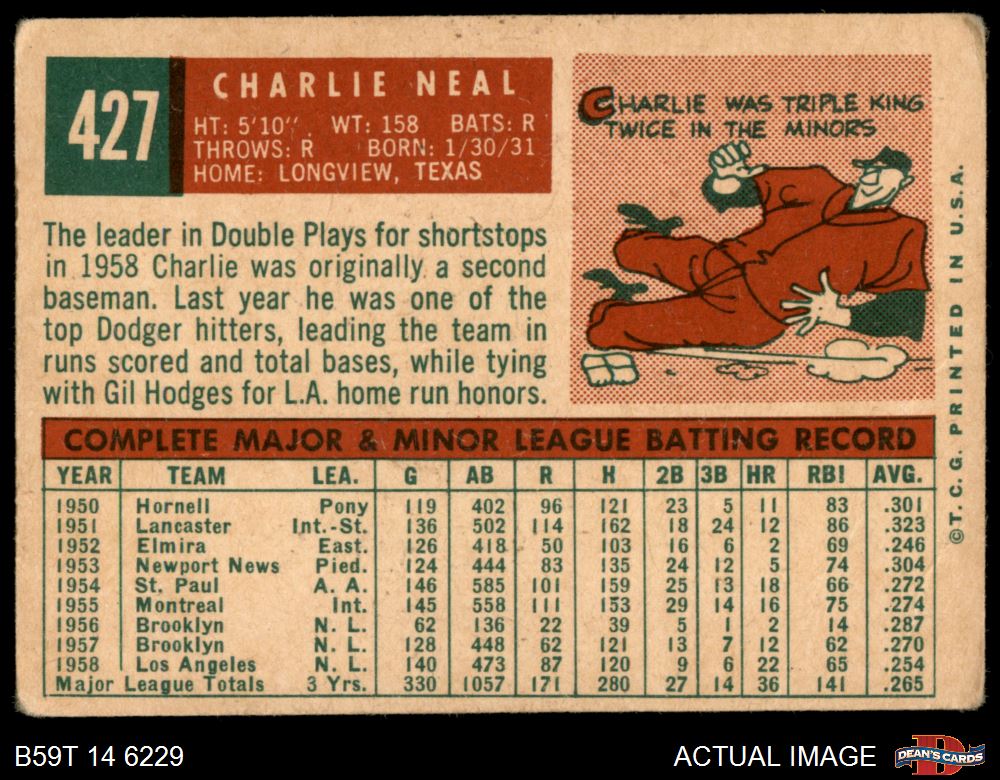 427
CHARLIE NEAL
HT: 5'10" WT: 158 BATS: R
THROWS: R BORN: 1/30/31
HOME: LONGVIEW, TEXAS
CHARLIE WAS TRIPLE KING
TWICE IN THE MINORS
The leader in Double Plays for shortstops
in 1958 Charlie was originally a second
baseman. Last year he was one of the
top Dodger hitters, leading the team in
runs scored and total bases, while tying
with Gil Hodges for L.A. home run honors.
©T.C.G. PRINTED IN U.S.A.
COMPLETE MAJOR & MINOR LEAGUE BATTING RECORD
YEAR TEAM LEA. G AB R H 2B 3B HR RBI AVG.
1950 Hornell Pony 119 402 96 121 23 5 11 83 .301
1951 Lancaster Int.-St. 136 502 114 162 18 24 12 86 .323
1952 Elmira East. 126 418 50 103 16 6 2 69 .246
1953 Newport News Pied. 124 444 83 135 24 12 5 74 .304
1954 St. Paul A. A. 146 585 101 159 25 13 18 66 .272
1955 Montreal Int. 145 558 111 153 29 14 16 75 .274
1956 Brooklyn N. L. 62 136 22 39 5 1 2 14 .287
1957 Brooklyn N. L. 128 448 62 121 13 7 12 62 .270
1958 Los Angeles N. L. 140 473 87 120 9 6 22 65 .254
Major League Totals 3 Yrs. 330 1057 171 280 27 14 36 141 .265
B59T 14 6229
ACTUAL IMAGE
DEAN'S CARDS